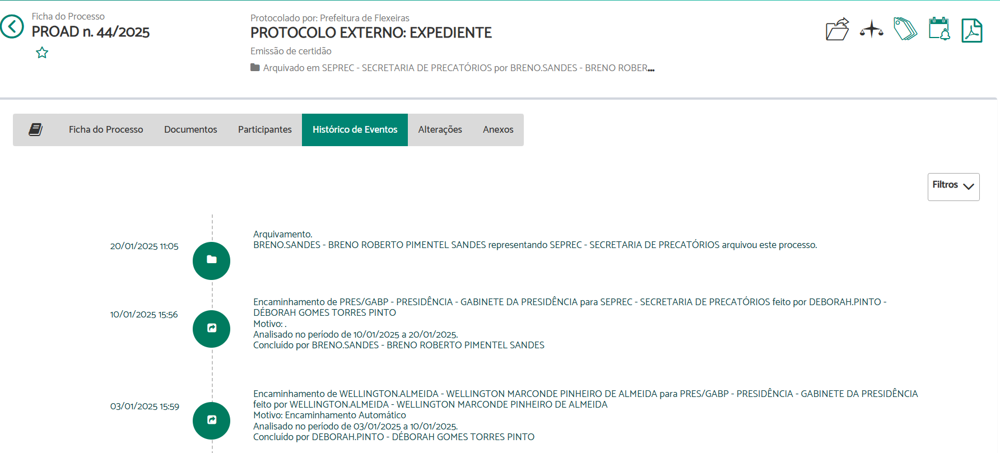 Ficha do Processo
PROAD n. 44/2025
Protocolado por: Prefeitura de Flexeiras
PROTOCOLO EXTERNO: EXPEDIENTE
Emissão de certidão
Arquivado em SEPREC - SECRETARIA DE PRECATÓRIOS por BRENO.SANDES - BRENO ROBER...
Ficha do Processo Documentos Participantes Histórico de Eventos Alterações Anexos
Filtros
20/01/2025 11:05
Arquivamento.
BRENO.SANDES - BRENO ROBERTO PIMENTEL SANDES representando SEPREC - SECRETARIA DE PRECATÓRIOS arquivou este processo.
10/01/2025 15:56
Encaminhamento de PRES/GABP - PRESIDÊNCIA - GABINETE DA PRESIDÊNCIA para SEPREC - SECRETARIA DE PRECATÓRIOS feito por DEBORAH.PINTO -
DÉBORAH GOMES TORRES PINTO
Motivo: .
Analisado no período de 10/01/2025 a 20/01/2025.
Concluído por BRENO.SANDES - BRENO ROBERTO PIMENTEL SANDES
03/01/2025 15:59
Encaminhamento de WELLINGTON.ALMEIDA - WELLINGTON MARCONDE PINHEIRO DE ALMEIDA para PRES/GABP - PRESIDÊNCIA - GABINETE DA PRESIDÊNCIA
feito por WELLINGTON.ALMEIDA - WELLINGTON MARCONDE PINHEIRO DE ALMEIDA
Motivo: Encaminhamento Automático
Analisado no período de 03/01/2025 a 10/01/2025.
Concluído por DEBORAH.PINTO - DÉBORAH GOMES TORRES PINTO